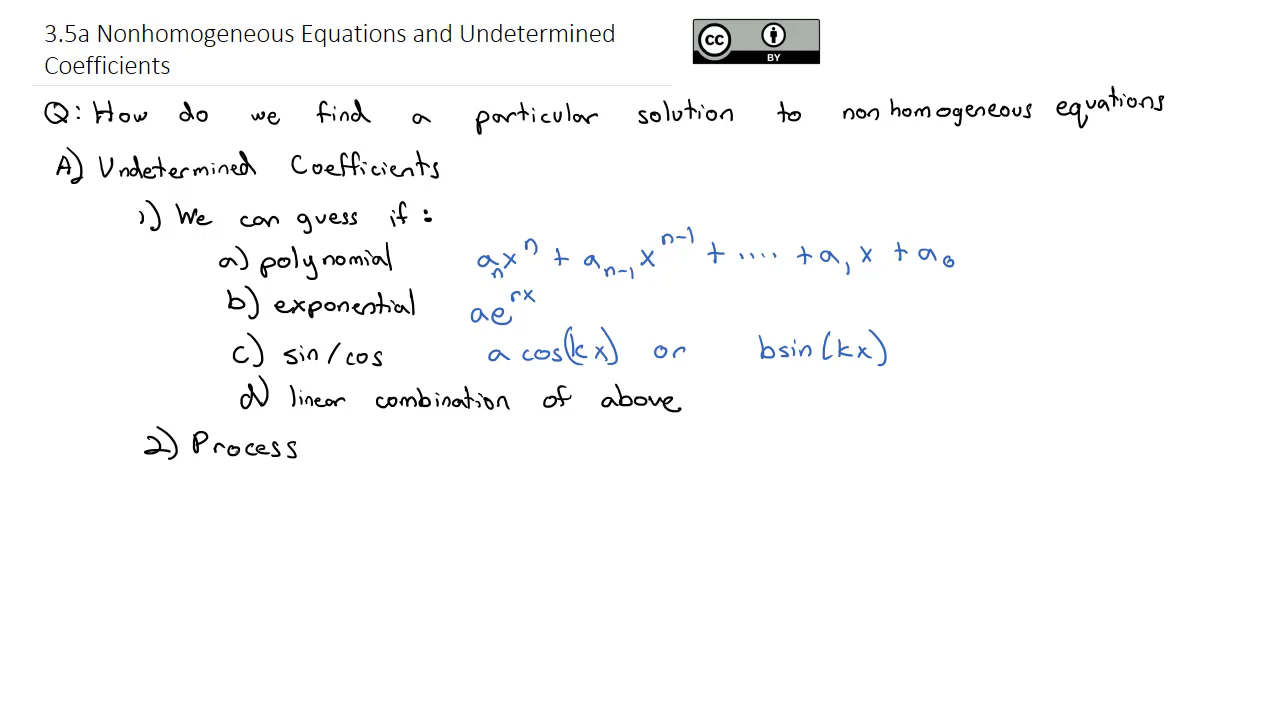 3.5a Nonhomogeneous Equations and Undetermined
Coefficients
cc BY
Q: How do we find a particular solution to nonhomogeneous equations
A) Undetermined Coefficients
1) We can guess if :
a) polynomial aₙxⁿ + aₙ₋₁xⁿ⁻¹ + .... + a₁x + a₀
b) exponential ae^rx
c) sin/cos a cos(kx) or bsin(kx)
d) linear combination of above
2) Process